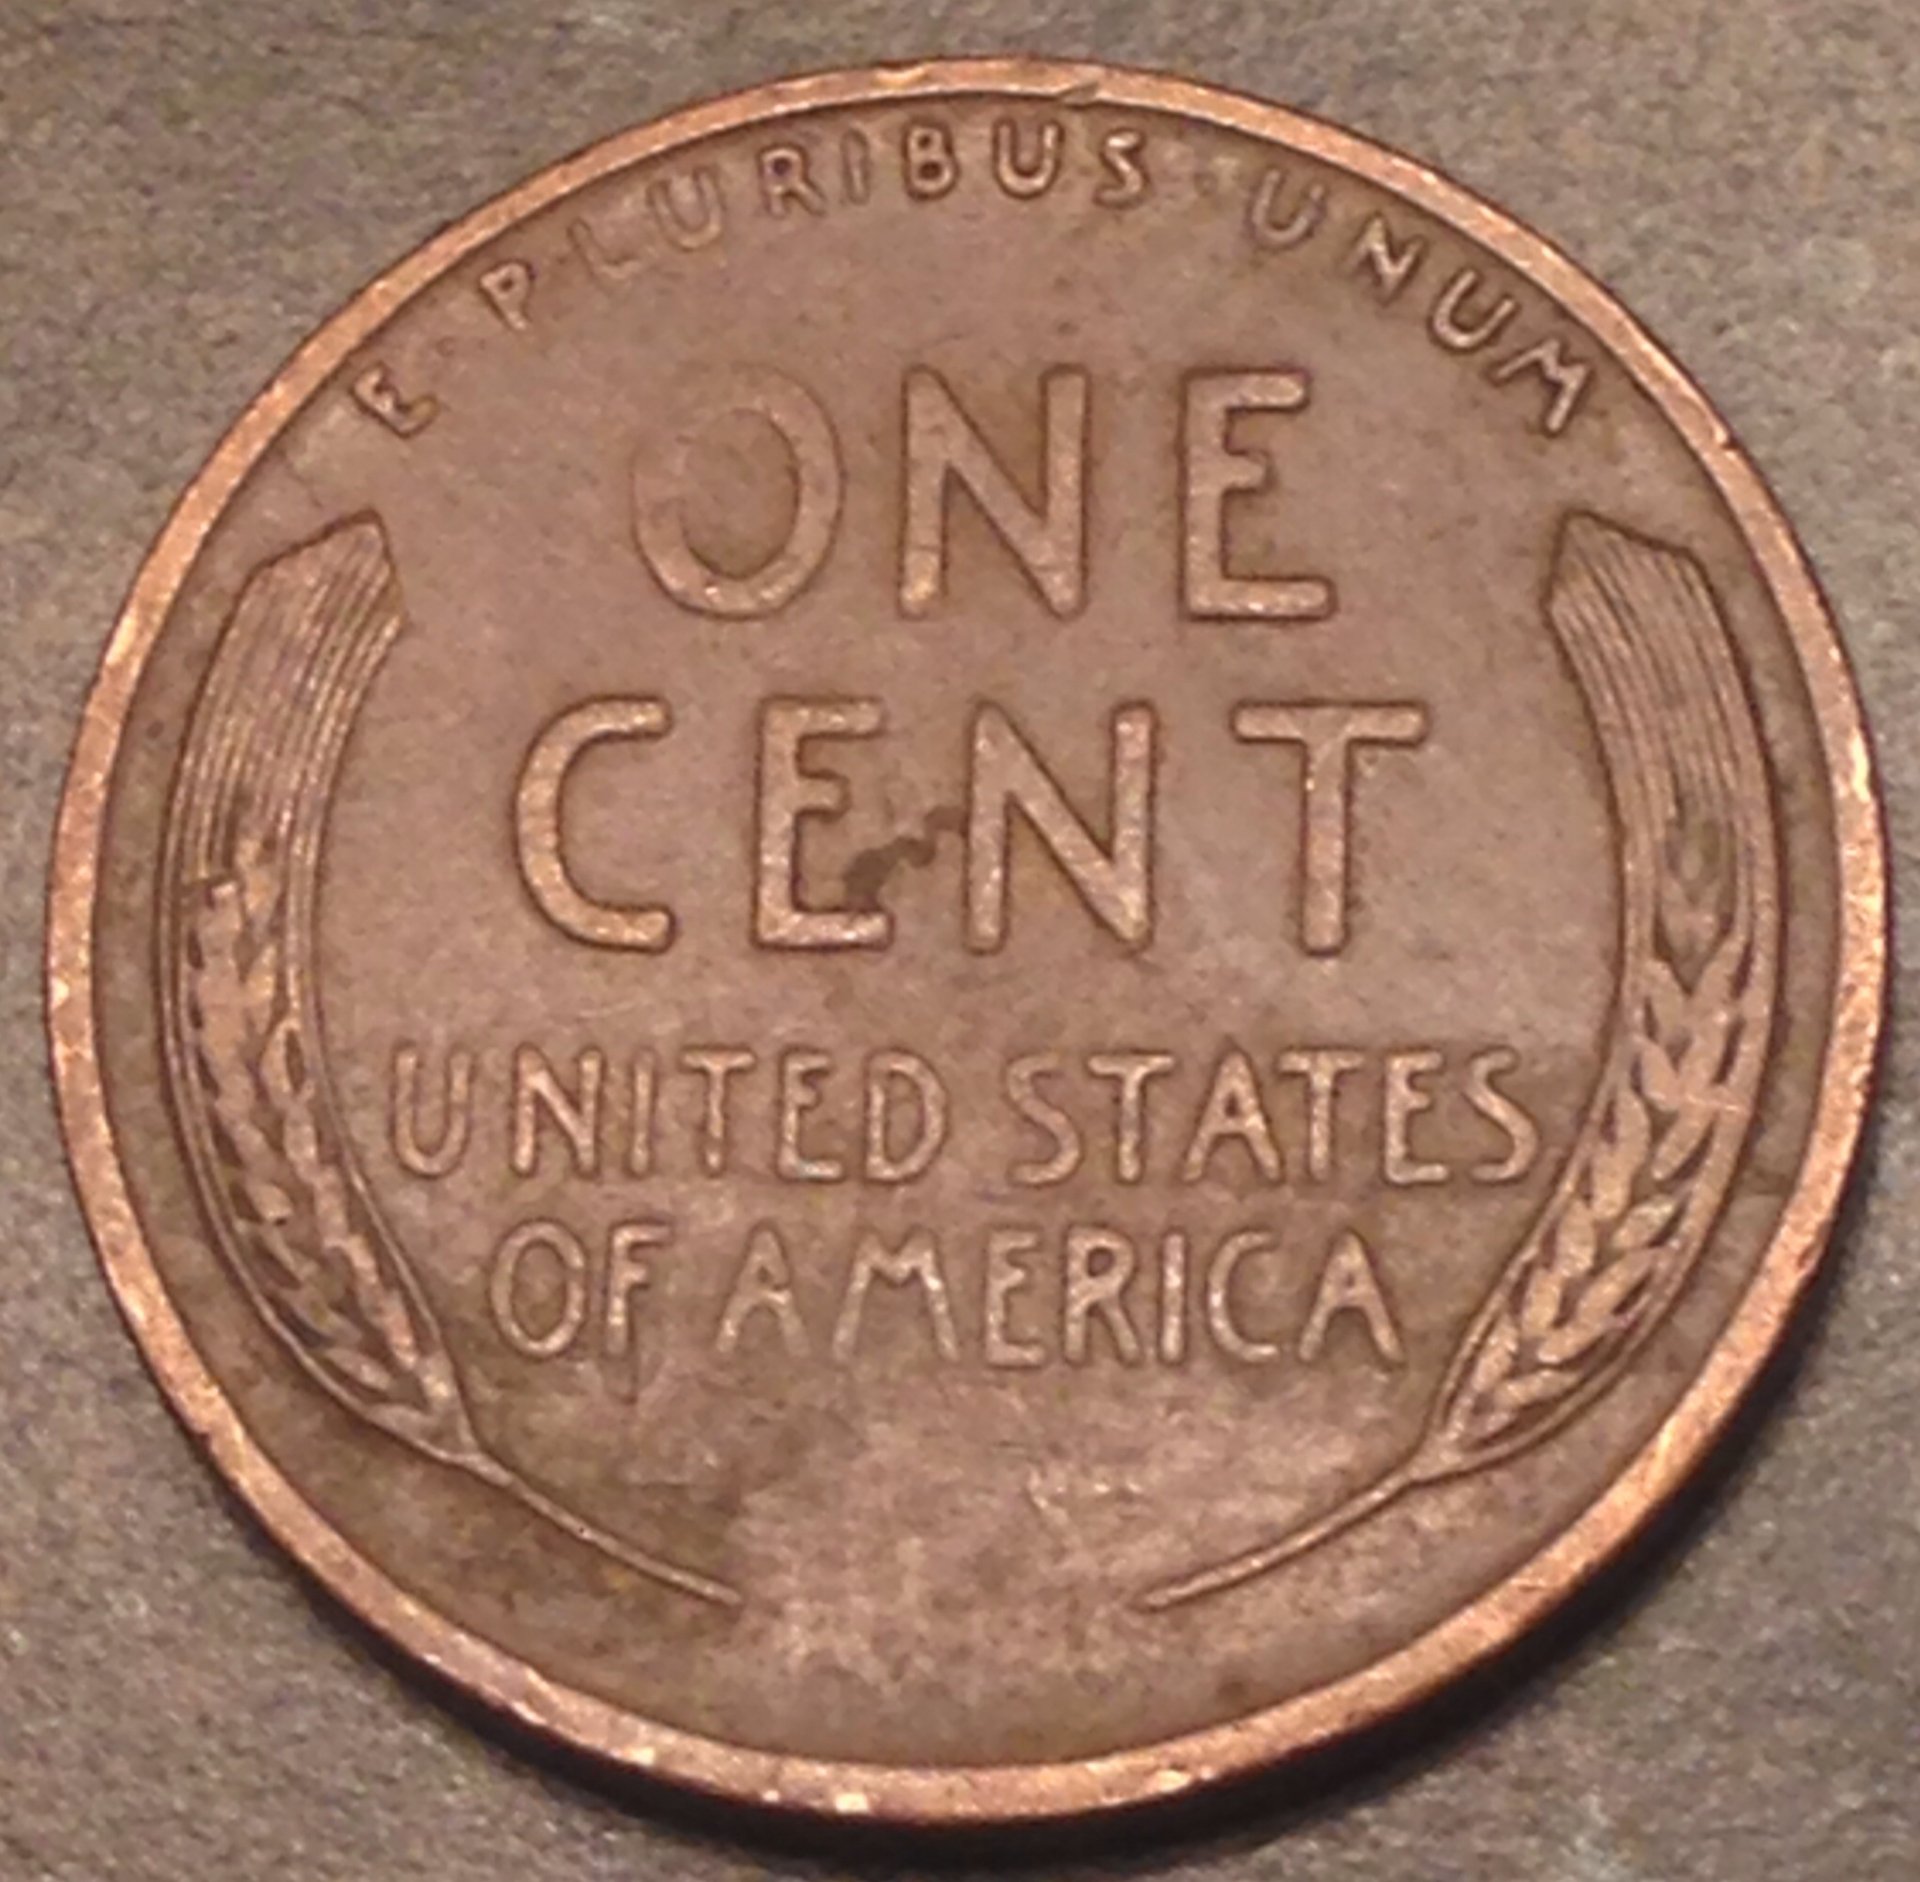 E·PLURIBUS·UNUM
ONE
CENT
UNITED STATES
OF AMERICA